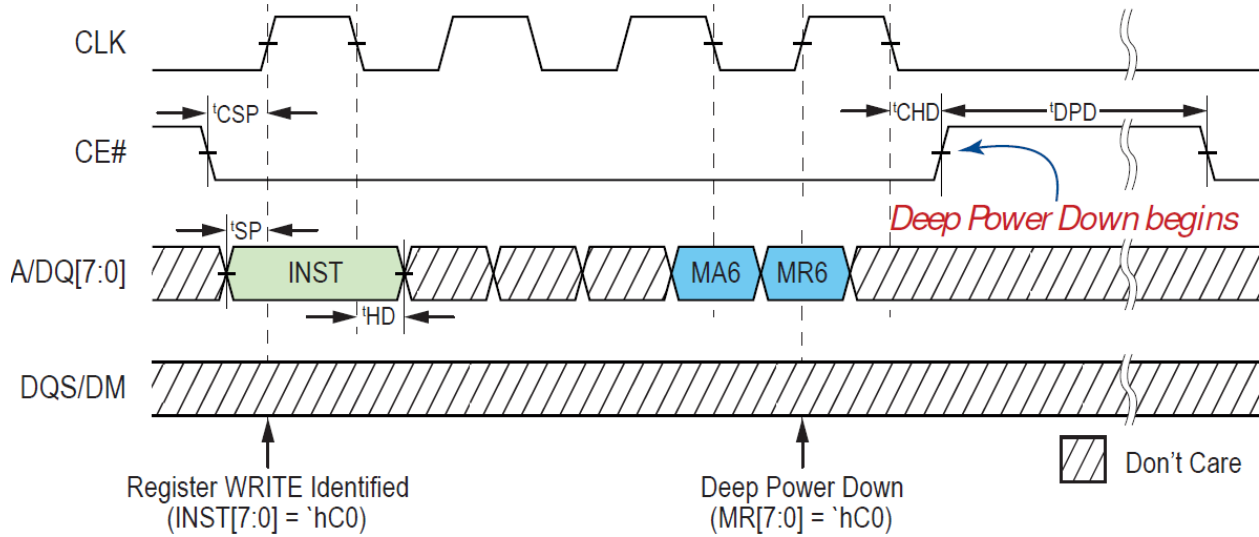 CLK
tCSP
tCHD
tDPD
CE#
Deep Power Down begins
tSP
A/DQ[7:0]
INST
MA6
MR6
tHD
DQS/DM
Register WRITE Identified
(INST[7:0] = `hC0)
Deep Power Down
(MR[7:0] = `hC0)
Don't Care